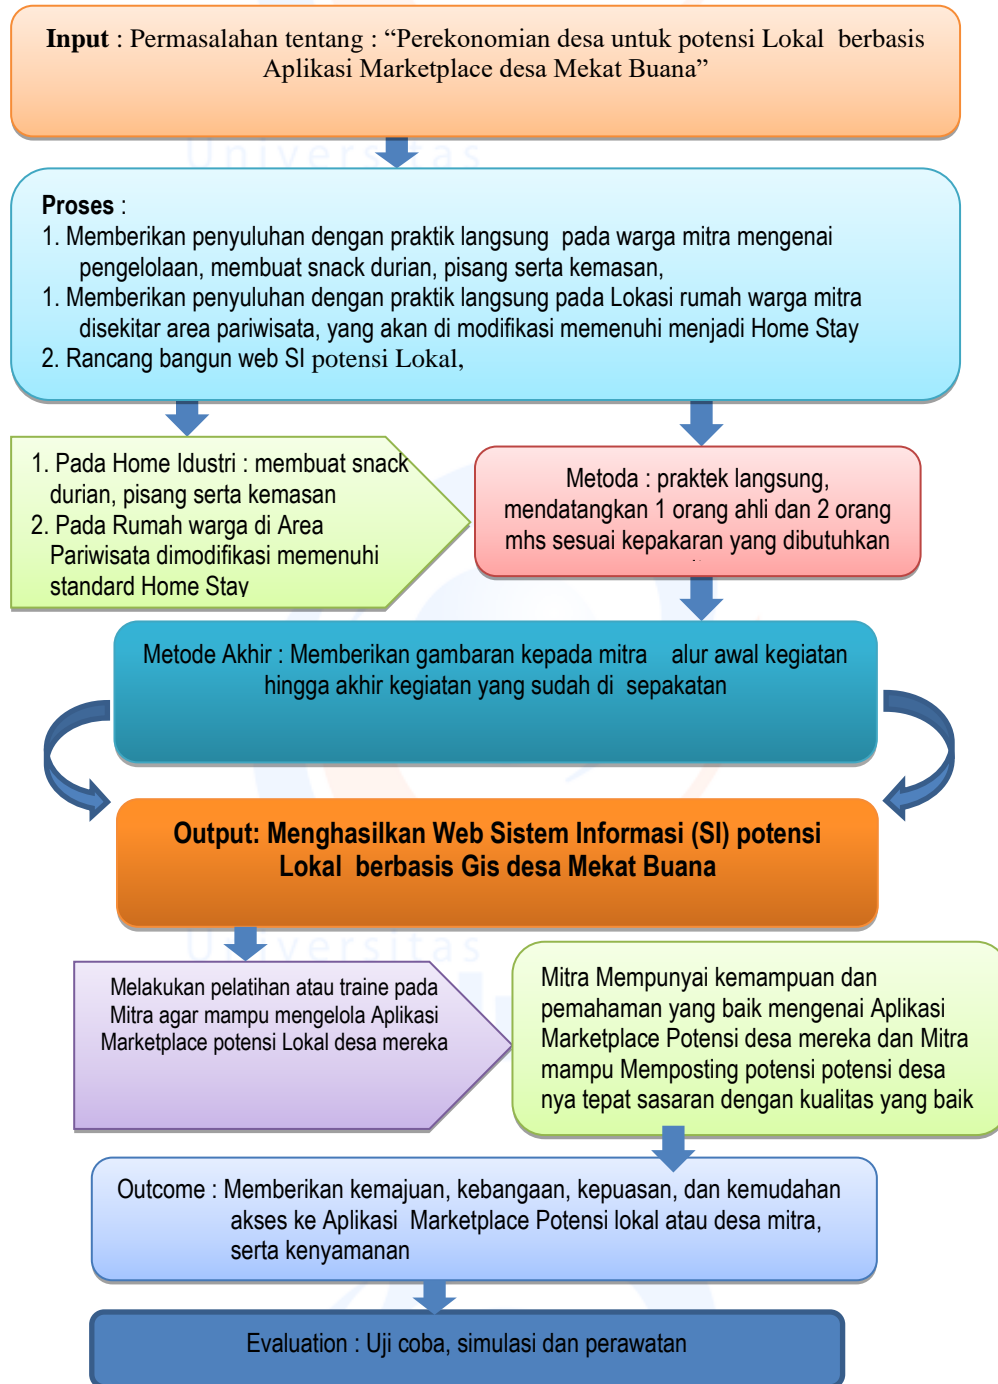 Input : Permasalahan tentang : “Perekonomian desa untuk potensi Lokal berbasis
Aplikasi Marketplace desa Mekat Buana”
Universitas
Proses :
1. Memberikan penyuluhan dengan praktik langsung pada warga mitra mengenai
pengelolaan, membuat snack durian, pisang serta kemasan,
1. Memberikan penyuluhan dengan praktik langsung pada Lokasi rumah warga mitra
disekitar area pariwisata, yang akan di modifikasi memenuhi menjadi Home Stay
2. Rancang bangun web SI potensi Lokal,
1. Pada Home Idustri : membuat snack
durian, pisang serta kemasan
2. Pada Rumah warga di Area
Pariwisata dimodifikasi memenuhi
standard Home Stay
Metoda : praktek langsung,
mendatangkan 1 orang ahli dan 2 orang
mhs sesuai kepakaran yang dibutuhkan
Metode Akhir : Memberikan gambaran kepada mitra alur awal kegiatan
hingga akhir kegiatan yang sudah di sepakatan
Output: Menghasilkan Web Sistem Informasi (SI) potensi
Lokal berbasis Gis desa Mekat Buana
Universitas
Melakukan pelatihan atau traine pada
Mitra agar mampu mengelola Aplikasi
Marketplace potensi Lokal desa mereka
Mitra Mempunyai kemampuan dan
pemahaman yang baik mengenai Aplikasi
Marketplace Potensi desa mereka dan Mitra
mampu Memposting potensi potensi desa
nya tepat sasaran dengan kualitas yang baik
Outcome : Memberikan kemajuan, kebangaan, kepuasan, dan kemudahan
akses ke Aplikasi Marketplace Potensi lokal atau desa mitra,
serta kenyamanan
Evaluation : Uji coba, simulasi dan perawatan